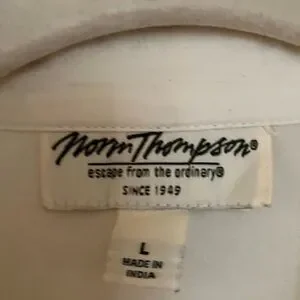 Norm Thompson®
escape from the ordinary®
SINCE 1949
L
MADE IN
INDIA